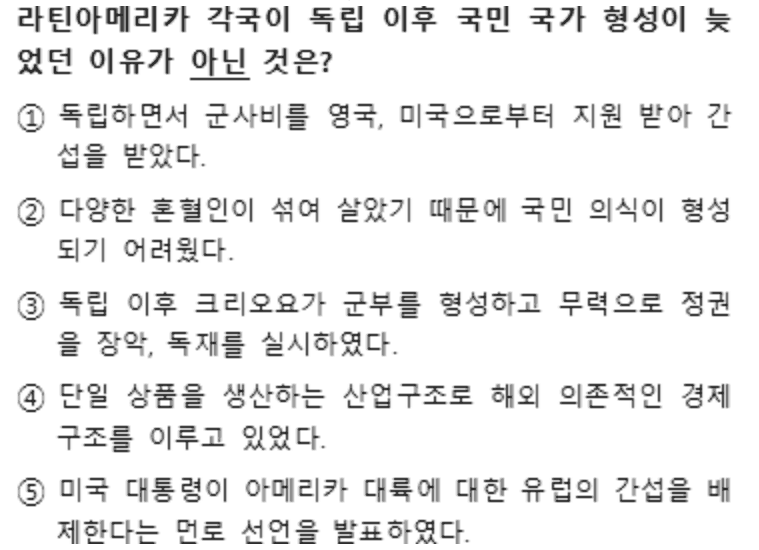 라틴아메리카 각국이 독립 이후 국민 국가 형성이 늦
었던 이유가 아닌 것은?
① 독립하면서 군사비를 영국, 미국으로부터 지원 받아 간
섭을 받았다.
② 다양한 혼혈인이 섞여 살았기 때문에 국민 의식이 형성
되기 어려웠다.
③ 독립 이후 크리오요가 군부를 형성하고 무력으로 정권
을 장악, 독재를 실시하였다.
④ 단일 상품을 생산하는 산업구조로 해외 의존적인 경제
구조를 이루고 있었다.
⑤ 미국 대통령이 아메리카 대륙에 대한 유럽의 간섭을 배
제한다는 먼로 선언을 발표하였다.